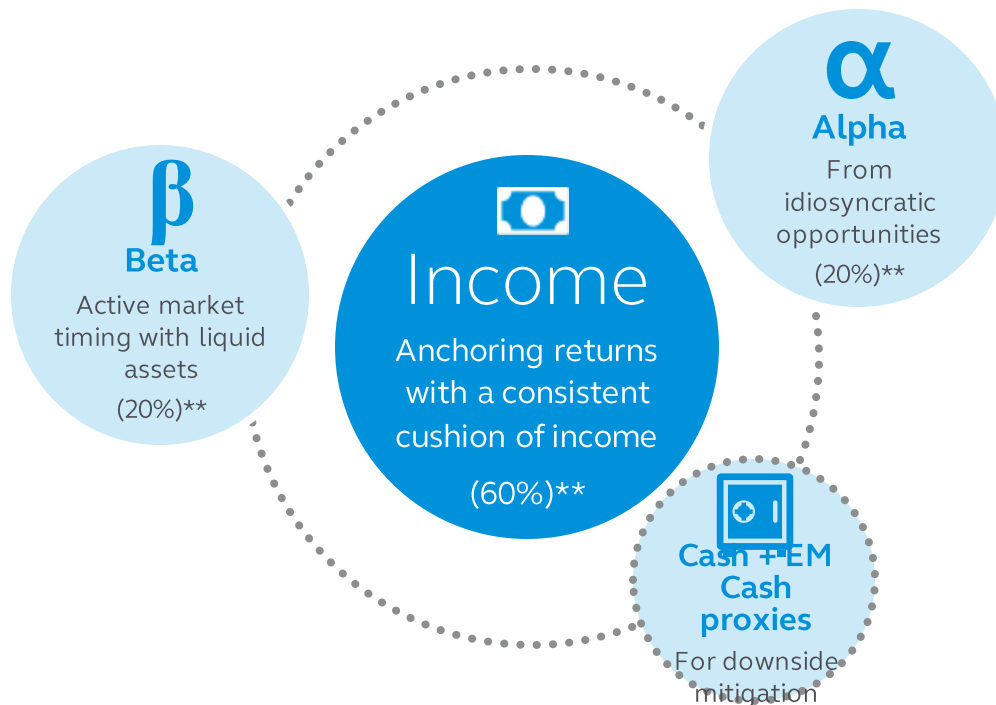 α
Alpha
From
idiosyncratic
opportunities
(20%)**
β
Beta
Active market
timing with liquid
assets
(20%)**
Income
Anchoring returns
with a consistent
cushion of income
(60%)**
Cash + EM
Cash
proxies
For downside
mitigation